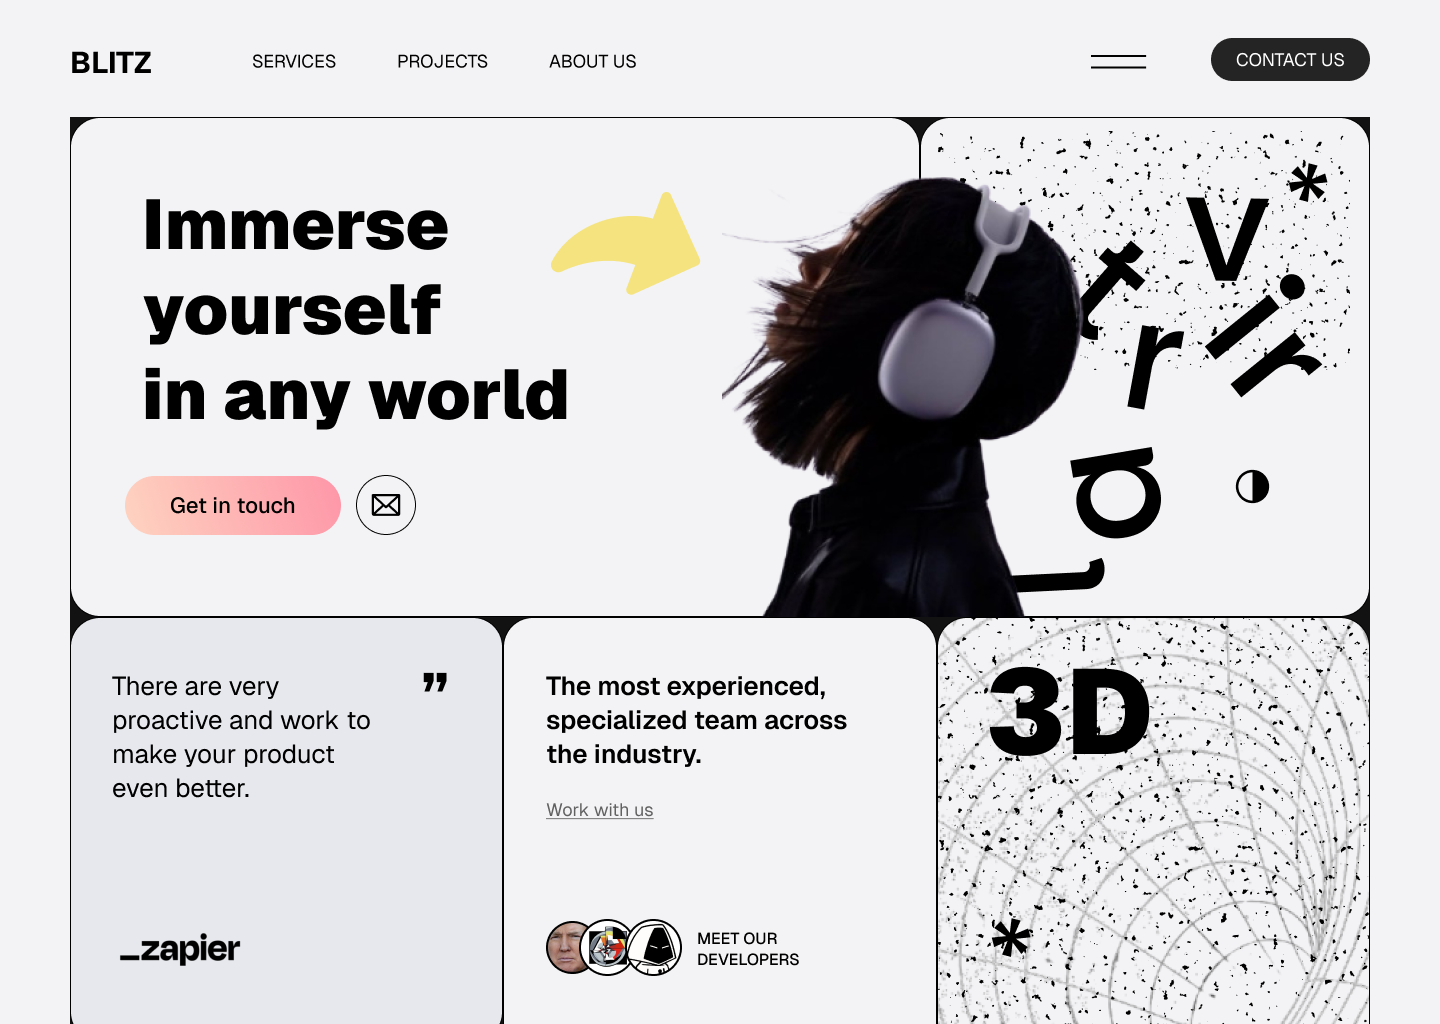 BLITZ
SERVICES
PROJECTS
ABOUT US
CONTACT US
Immerse
yourself
in any world
Get in touch
v
*
t
i
r
r
a
l
There are very
proactive and work to
make your product
even better.
”
_zapier
The most experienced,
specialized team across
the industry.
Work with us
MEET OUR
DEVELOPERS
3D
*